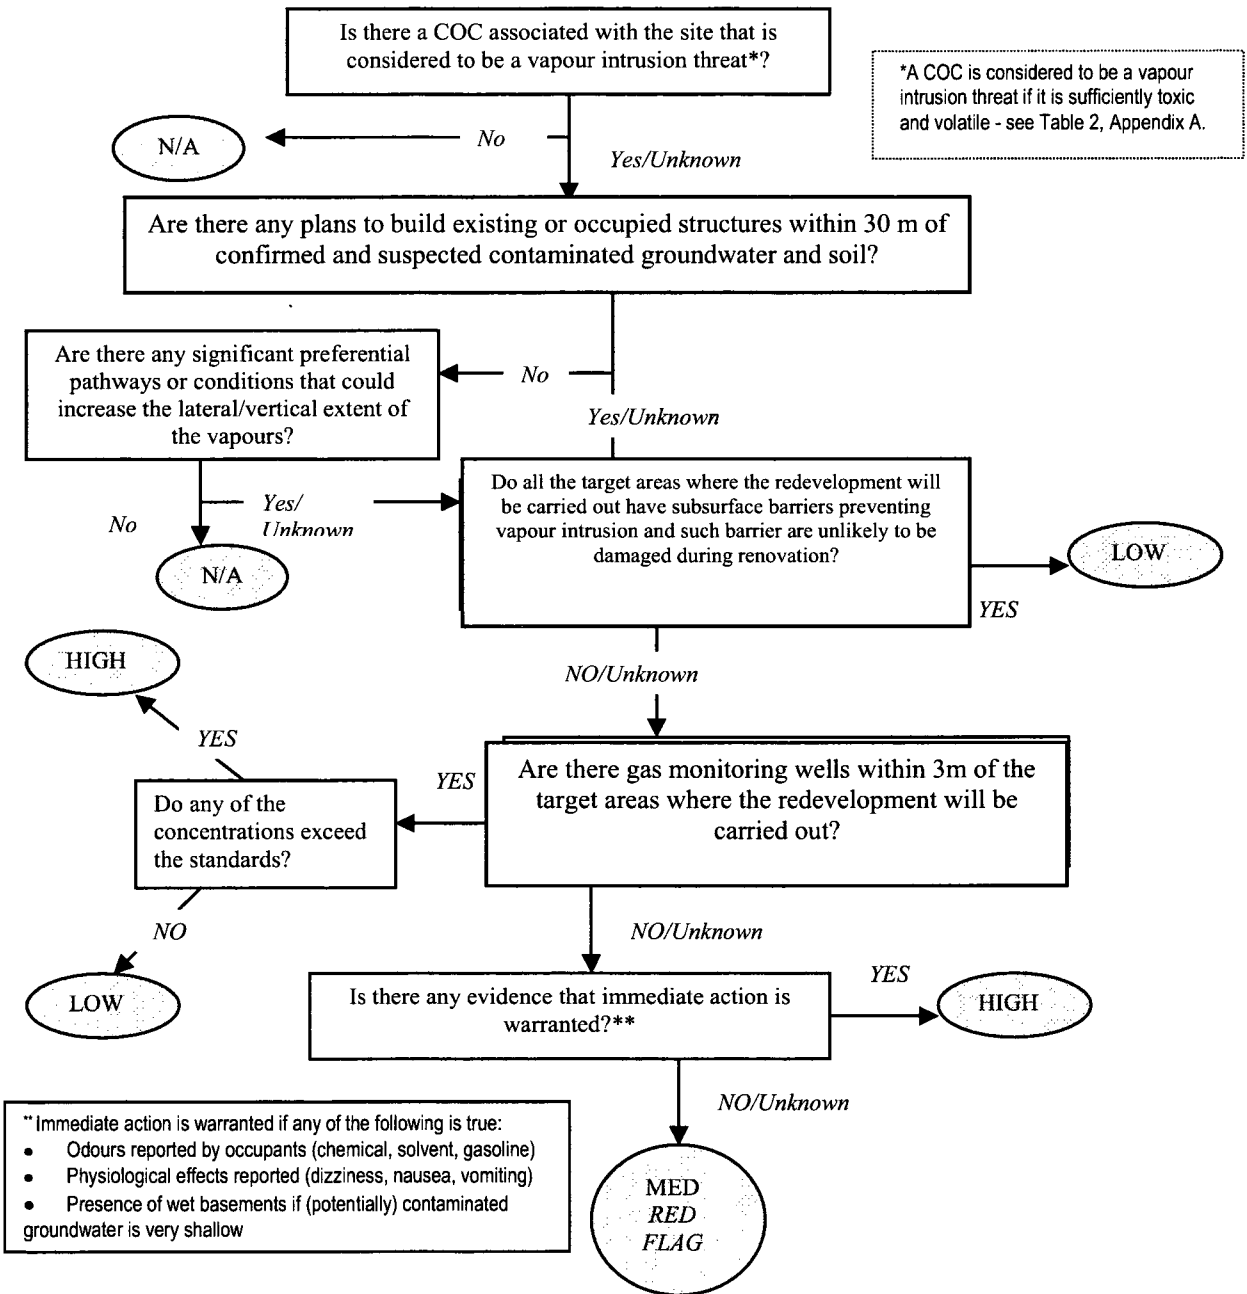 Is there a COC associated with the site that is
considered to be a vapour intrusion threat*?
*A COC is considered to be a vapour
intrusion threat if it is sufficiently toxic
and volatile - see Table 2, Appendix A.
N/A
No
Yes/Unknown
Are there any plans to build existing or occupied structures within 30 m of
confirmed and suspected contaminated groundwater and soil?
Are there any significant preferential
pathways or conditions that could
increase the lateral/vertical extent of
the vapours?
No
Yes/Unknown
Do all the target areas where the redevelopment will
be carried out have subsurface barriers preventing
vapour intrusion and such barrier are unlikely to be
damaged during renovation?
No
Yes/
Unknown
N/A
LOW
YES
HIGH
NO/Unknown
YES
YES
Are there gas monitoring wells within 3m of the
target areas where the redevelopment will be
carried out?
Do any of the
concentrations exceed
the standards?
NO
NO/Unknown
LOW
Is there any evidence that immediate action is
warranted?**
YES
HIGH
NO/Unknown
** Immediate action is warranted if any of the following is true:
• Odours reported by occupants (chemical, solvent, gasoline)
• Physiological effects reported (dizziness, nausea, vomiting)
• Presence of wet basements if (potentially) contaminated
groundwater is very shallow
MED
RED
FLAG